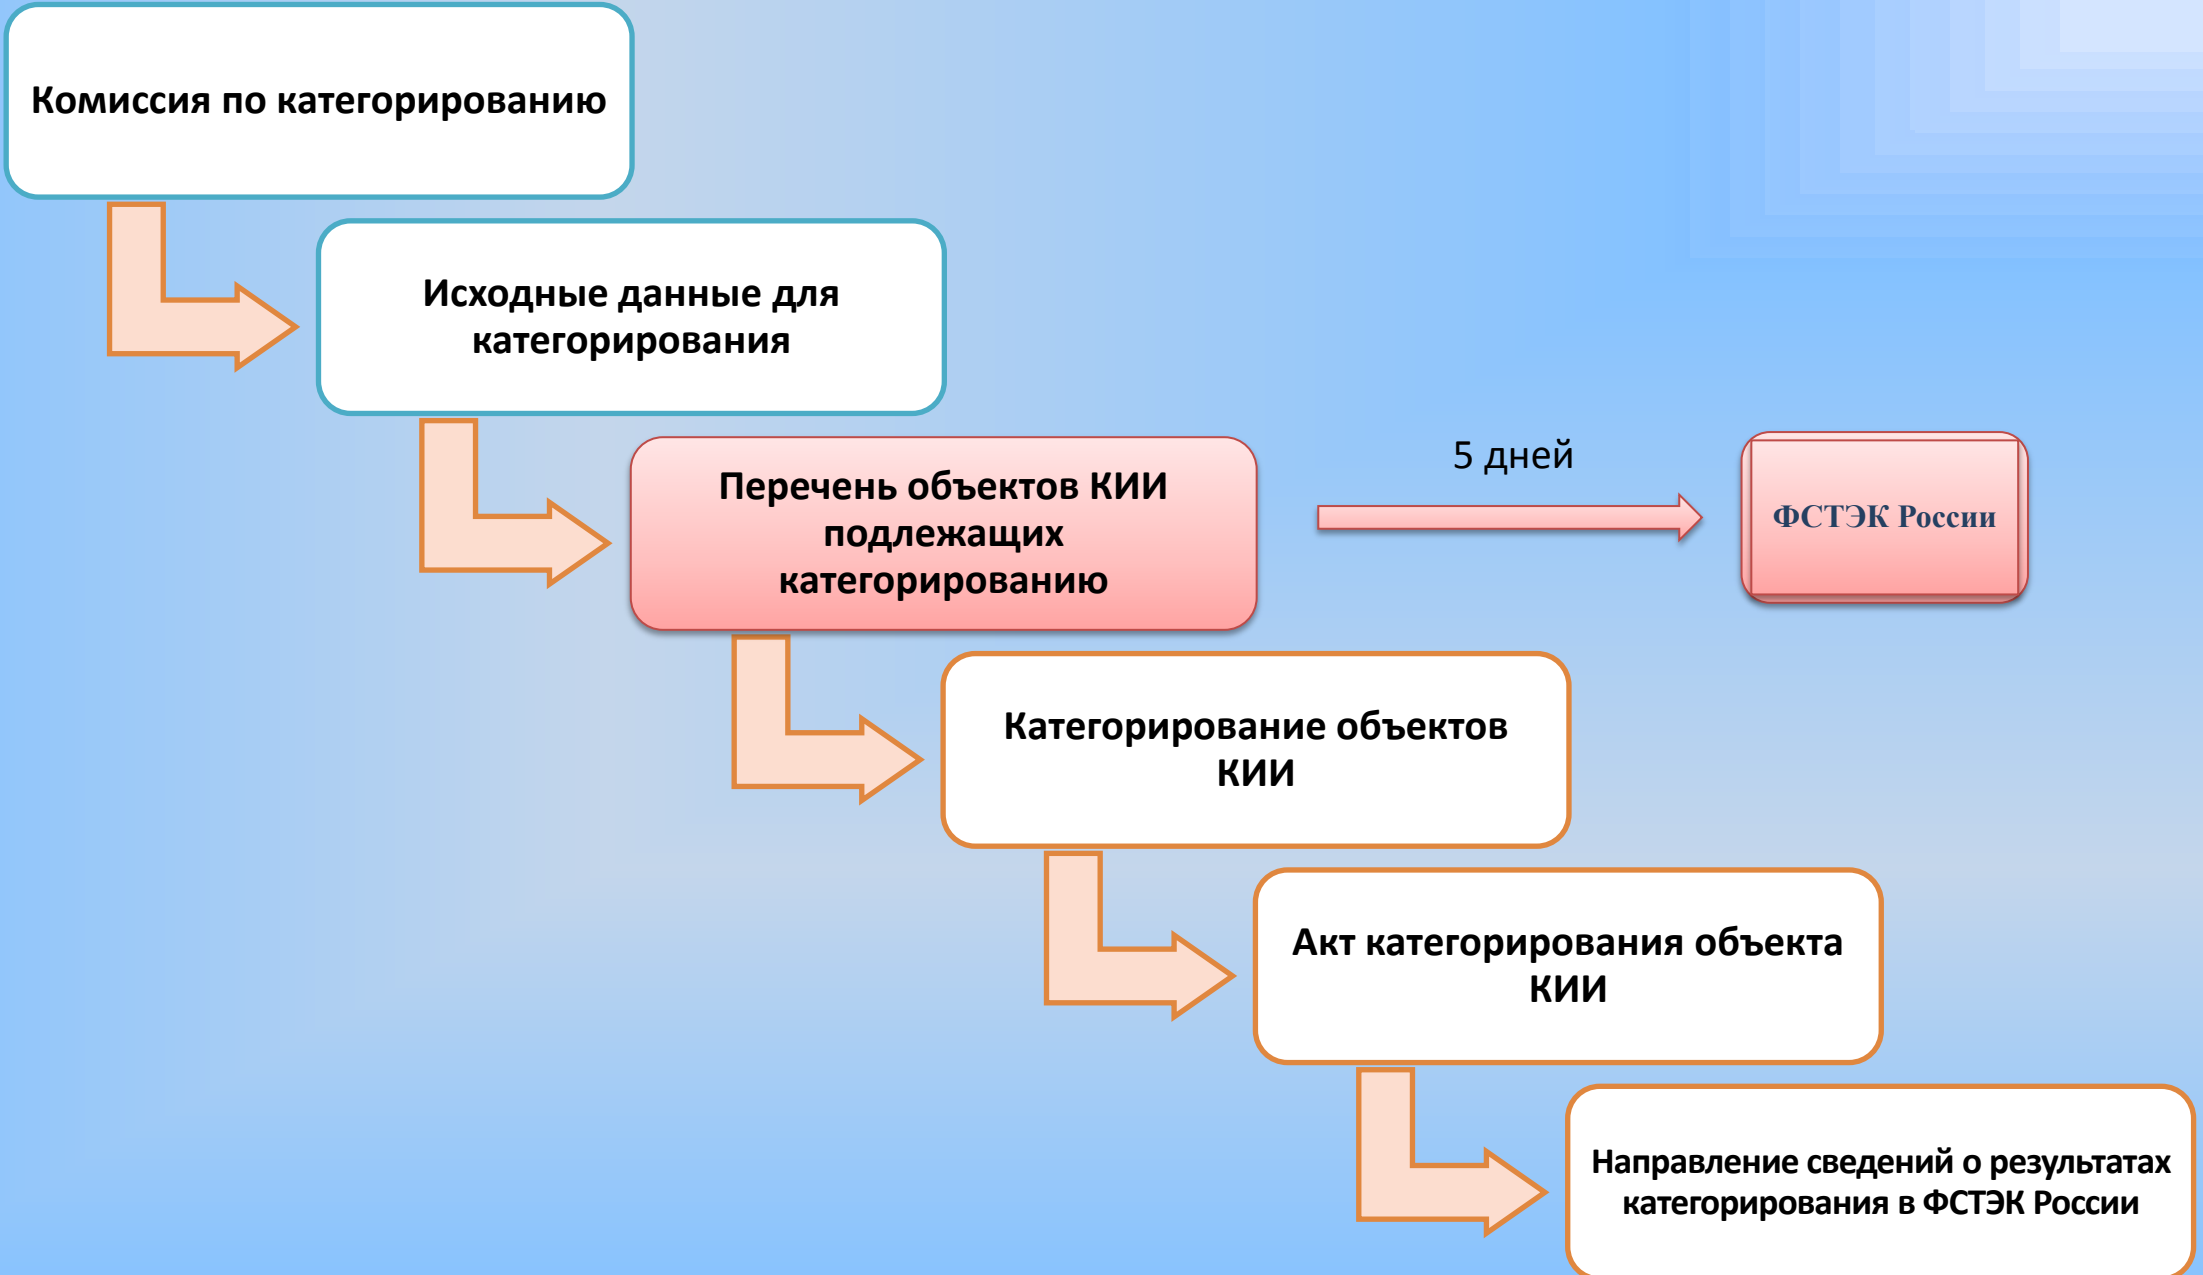 Комиссия по категорированию
Исходные данные для
категорирования
Перечень объектов КИИ
подлежащих
категорированию
5 дней
ФСТЭК России
Категорирование объектов
КИИ
Акт категорирования объекта
КИИ
Направление сведений о результатах
категорирования в ФСТЭК России